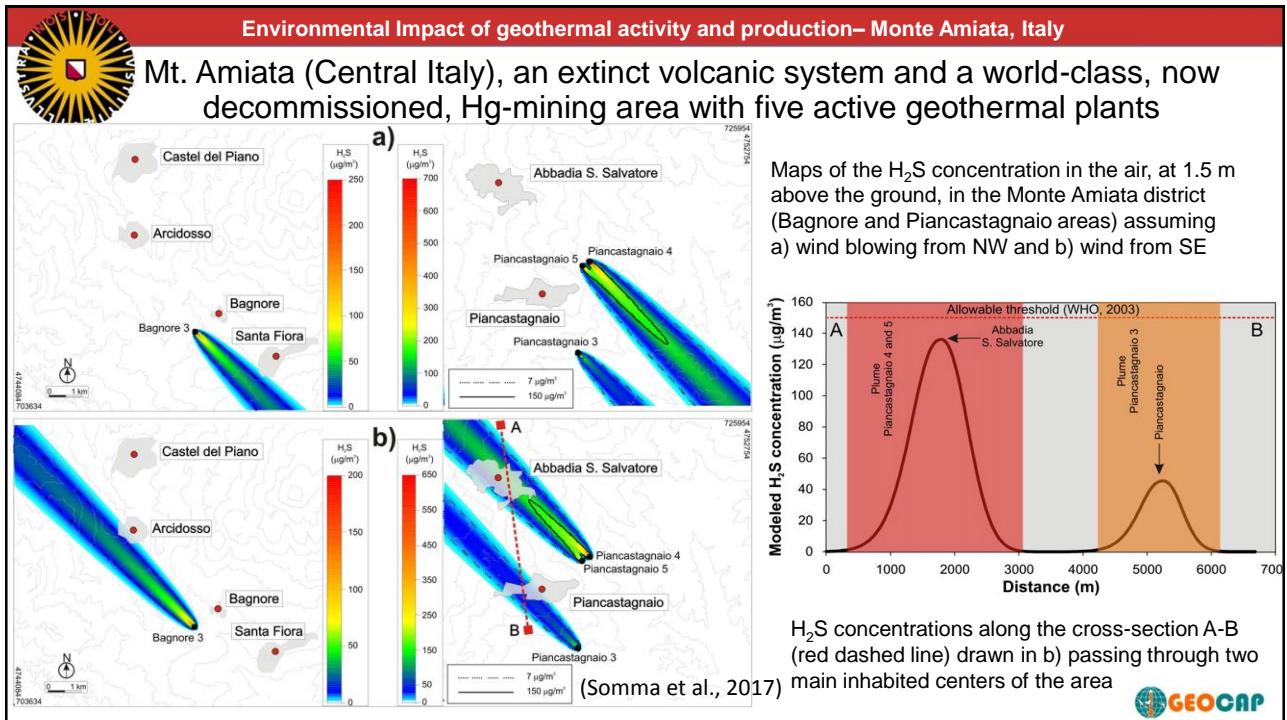 Environmental Impact of geothermal activity and production– Monte Amiata, Italy
Mt. Amiata (Central Italy), an extinct volcanic system and a world-class, now
decommissioned, Hg-mining area with five active geothermal plants
a)
Castel del Piano
Arcidosso
Bagnore
Bagnore 3
Santa Fiora
N
0 1 km
4744084
703634
H₂S
(µg/m³)
250
200
150
100
50
0
H₂S
(µg/m³)
700
600
500
400
300
200
100
0
725954
4752754
Abbadia S. Salvatore
Piancastagnaio 4
Piancastagnaio 5
Piancastagnaio
Piancastagnaio 3
7 µg/m³
150 µg/m³
b)
Castel del Piano
Arcidosso
Bagnore
Santa Fiora
Bagnore 3
N
0 1 km
4744084
703634
H₂S
(µg/m³)
200
150
100
50
0
H₂S
(µg/m³)
650
550
450
350
250
150
50
0
725954
4752754
A
Abbadia S. Salvatore
Piancastagnaio 4
Piancastagnaio 5
Piancastagnaio
B
Piancastagnaio 3
7 µg/m³
150 µg/m³
(Somma et al., 2017)
Maps of the H₂S concentration in the air, at 1.5 m
above the ground, in the Monte Amiata district
(Bagnore and Piancastagnaio areas) assuming
a) wind blowing from NW and b) wind from SE
Modeled H₂S concentration (µg/m³)
160
140
120
100
80
60
40
20
0
Allowable threshold (WHO, 2003)
A
B
Plume
Piancastagnaio 4 and 5
Abbadia
S. Salvatore
Plume
Piancastagnaio 3
Piancastagnaio
0 1000 2000 3000 4000 5000 6000 700
Distance (m)
H₂S concentrations along the cross-section A-B
(red dashed line) drawn in b) passing through two
main inhabited centers of the area
GEOCAP